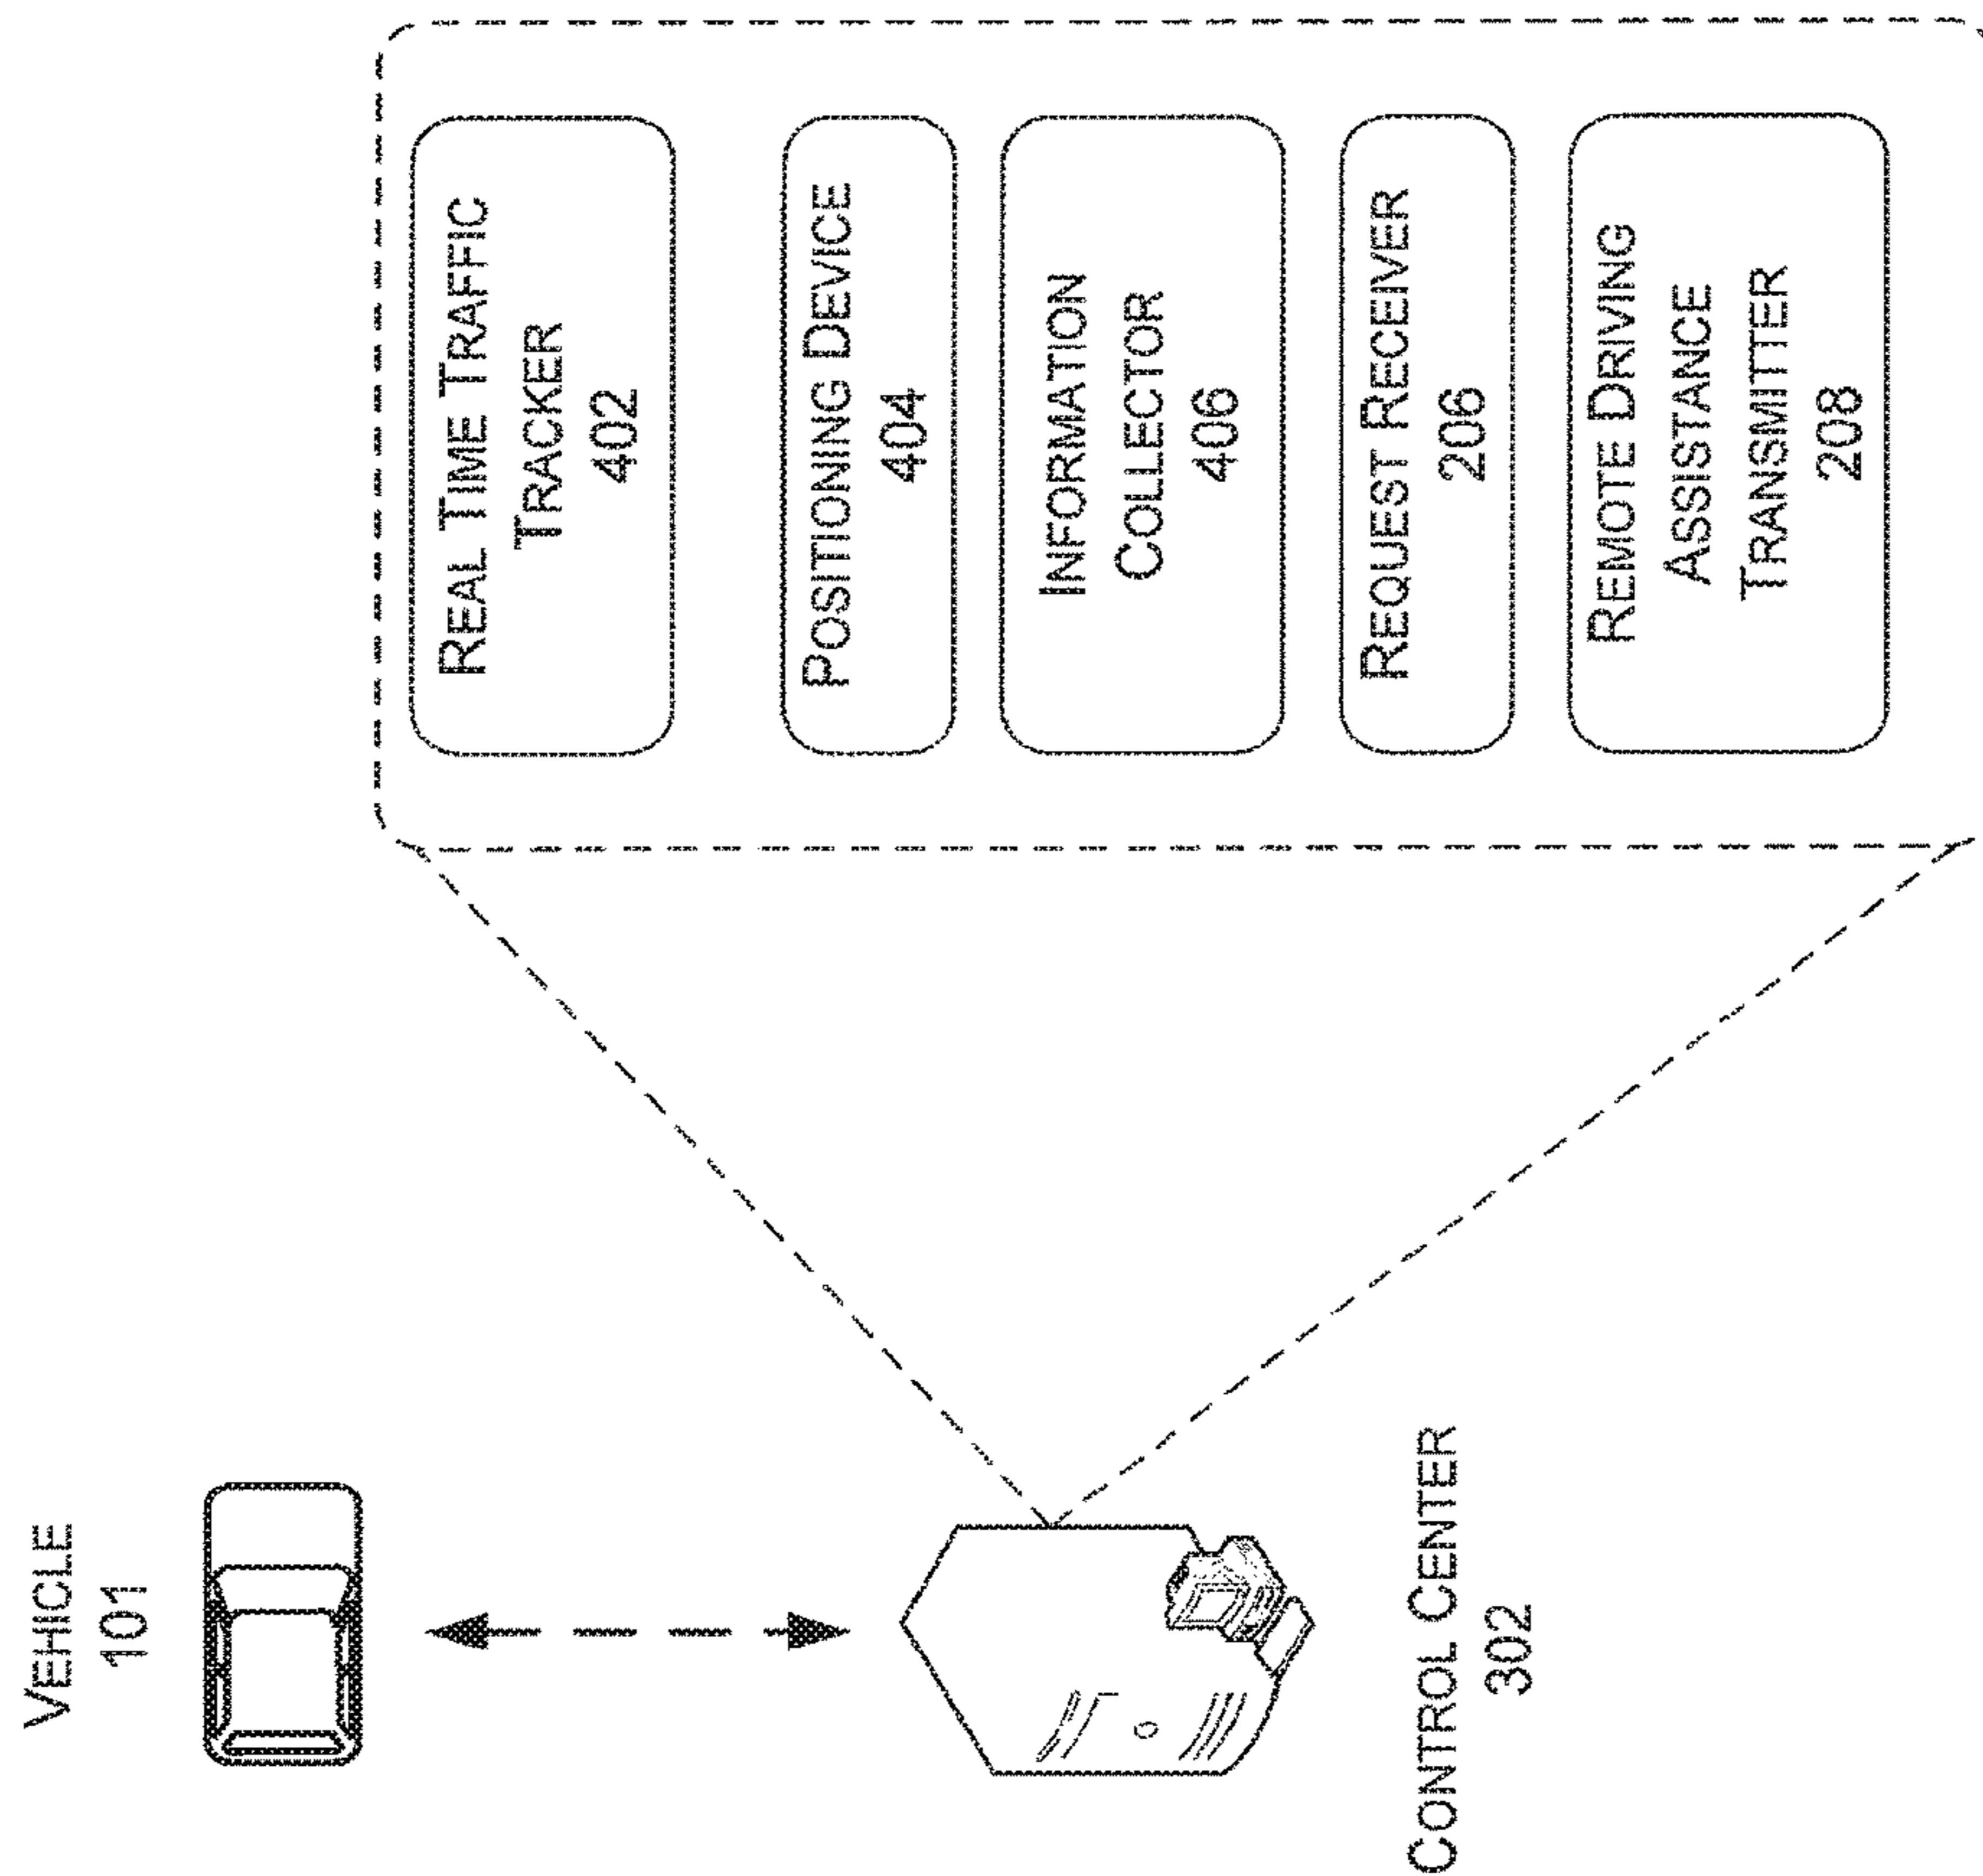 VEHICLE
101
CONTROL CENTER
302
REAL TIME TRAFFIC
TRACKER
402
POSITIONING DEVICE
404
INFORMATION
COLLECTOR
406
REQUEST RECEIVER
206
REMOTE DRIVING
ASSISTANCE
TRANSMITTER
208